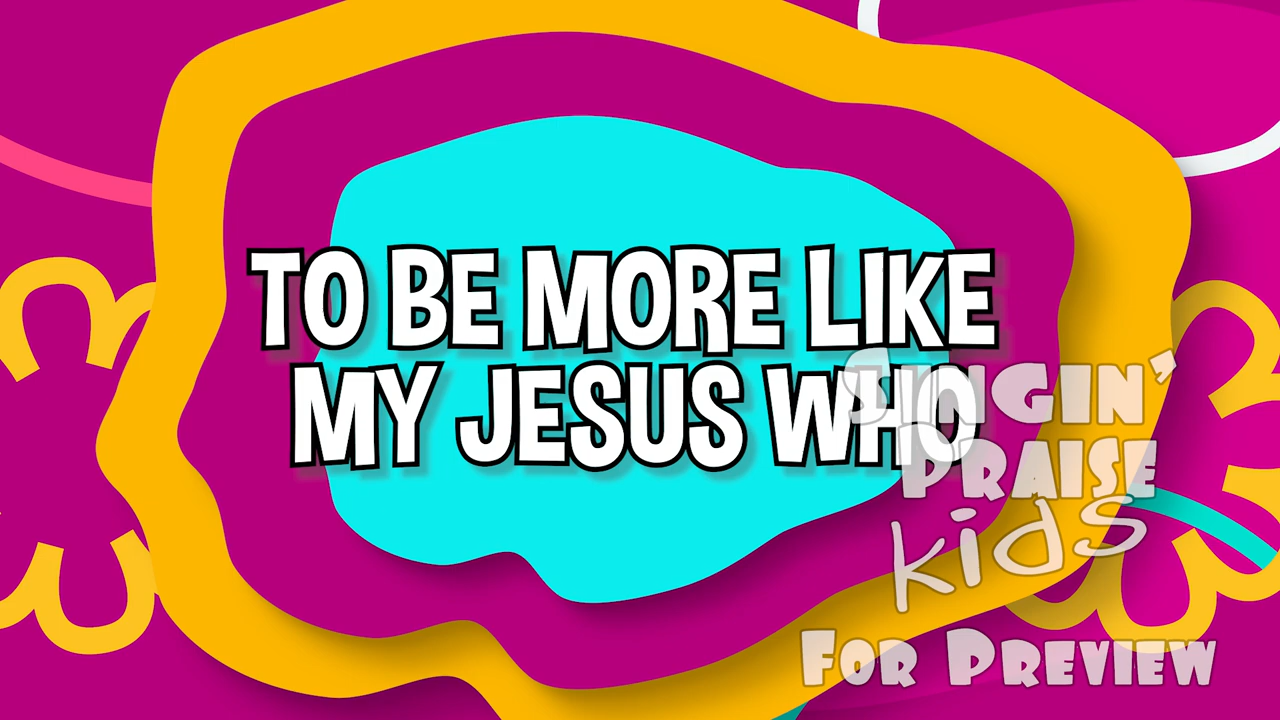 TO BE MORE LIKE
MY JESUS WHO
SINGIN'
PRAISE
kids
FOR PREVIEW